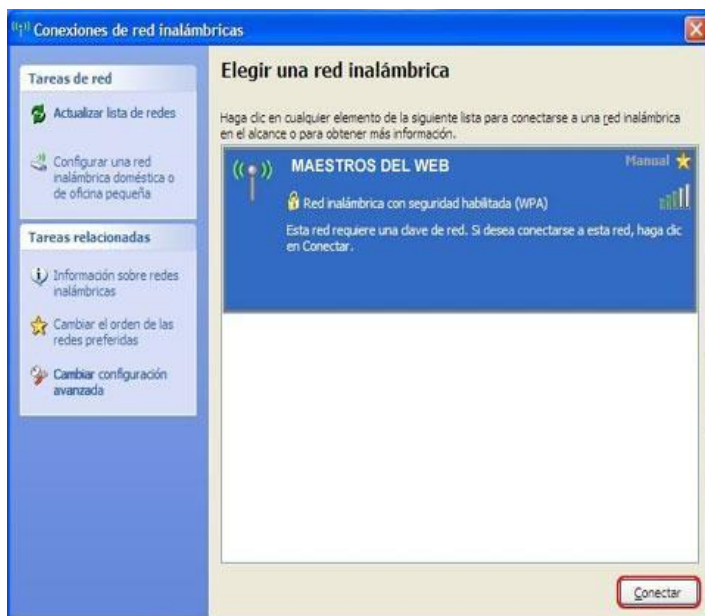 Conexiones de red inalámbricas
Tareas de red
Actualizar lista de redes
Configurar una red
inalámbrica doméstica o
de oficina pequeña
Tareas relacionadas
Información sobre redes
inalámbricas
Cambiar el orden de las
redes preferidas
Cambiar configuración
avanzada
Elegir una red inalámbrica
Haga clic en cualquier elemento de la siguiente lista para conectarse a una red inalámbrica
en el alcance o para obtener más información.
MAESTROS DEL WEB
Manual
Red inalámbrica con seguridad habilitada (WPA)
Esta red requiere una clave de red. Si desea conectarse a esta red, haga clic
en Conectar.
Conectar